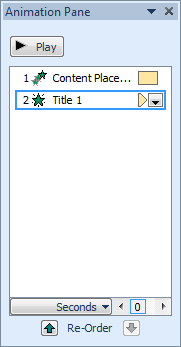 Animation Pane
Play
1 Content Place...
2 Title 1
Seconds 0
Re-Order